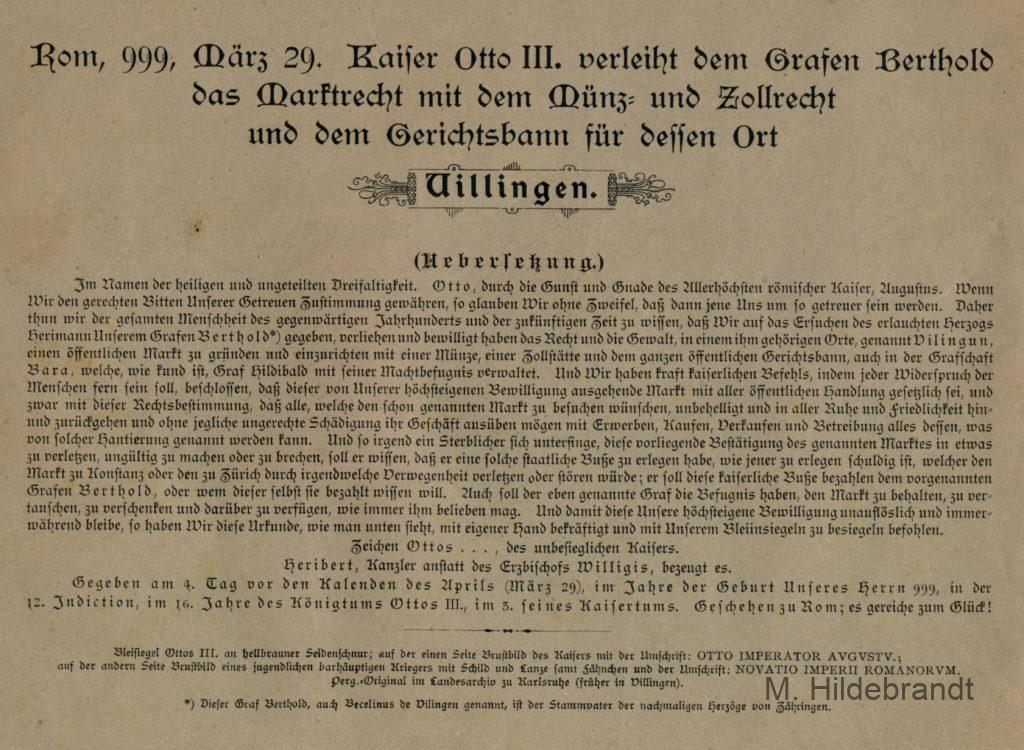 Rom, 999, März 29. Kaiser Otto III. verleiht dem Grafen Berthold
das Marktrecht mit dem Münz- und Zollrecht
und dem Gerichtsbann für dessen Ort
Villingen.
(Uebersetzung.)
Im Namen der heiligen und ungeteilten Dreifaltigkeit. Otto, durch die Gunst und Gnade des Allerhöchsten römischer Kaiser, Augustus. Wenn
Wir den gerechten Bitten Unserer Getreuen Zustimmung gewähren, so glauben Wir ohne Zweifel, daß dann jene Uns um so getreuer sein werden. Daher
thun wir der gesamten Menschheit des gegenwärtigen Jahrhunderts und der zukünftigen Zeit zu wissen, daß Wir auf das Ersuchen des erlauchten Herzogs
Herimann Unserem Grafen Berthold*) gegeben, verliehen und bewilligt haben das Recht und die Gewalt, in einem ihm gehörigen Orte, genannt Vilingun,
einen öffentlichen Markt zu gründen und einzurichten mit einer Münze, einer Zollstätte und dem ganzen öffentlichen Gerichtsbann, auch in der Grafschaft
Bara, welche, wie kund ist, Graf Hildibald mit seiner Machtbefugnis verwaltet. Und Wir haben kraft kaiserlichen Befehls, indem jeder Widerspruch der
Menschen fern sein soll, beschlossen, daß dieser von Unserer höchsteigenen Bewilligung ausgehende Markt mit aller öffentlichen Handlung gesetzlich sei, und
zwar mit dieser Rechtsbestimmung, daß alle, welche den schon genannten Markt zu besuchen wünschen, unbehelligt und in aller Ruhe und Friedlichkeit hin-
und zurückgehen und ohne jegliche ungerechte Schädigung ihr Geschäft ausüben mögen mit Erwerben, Kaufen, Verkaufen und Betreibung alles dessen, was
von solcher Hantierung genannt werden kann. Und so irgend ein Sterblicher sich unterfinge, diese vorliegende Bestätigung des genannten Marktes in etwas
zu verletzen, ungültig zu machen oder zu brechen, soll er wissen, daß er eine solche staatliche Buße zu erlegen habe, wie jener zu erlegen schuldig ist, welcher den
Markt zu Konstanz oder den zu Zürich durch irgendwelche Verwegenheit verletzen oder stören würde; er soll diese kaiserliche Buße bezahlen dem vorgenannten
Grafen Berthold, oder wem dieser selbst sie bezahlt wissen will. Auch soll der eben genannte Graf die Befugnis haben, den Markt zu behalten, zu ver-
tauschen, zu verschenken und darüber zu verfügen, wie immer ihm belieben mag. Und damit diese Unsere höchsteigene Bewilligung unauflöslich und immer-
während bleibe, so haben Wir diese Urkunde, wie man unten sieht, mit eigener Hand bekräftigt und mit Unserem Bleiinsiegeln zu besiegeln befohlen.
Zeichen Ottos . . ., des unbesieglichen Kaisers.
Heribert, Kanzler anstatt des Erzbischofs Willigis, bezeugt es.
Gegeben am 4. Tag vor den Kalenden des Aprils (März 29), im Jahre der Geburt Unseres Herrn 999, in der
12. Indiction, im 16. Jahre des Königtums Ottos III., im 3. seines Kaisertums. Geschehen zu Rom; es gereiche zum Glück!
Bleisiegel Ottos III. an hellbrauner Seidenschnur; auf der einen Seite Brustbild des Kaisers mit der Umschrift: OTTO IMPERATOR AVGVSTV.;
auf der andern Seite Brustbild eines jugendlichen barhäuptigen Kriegers mit Schild und Lanze samt Fähnchen und der Umschrift: NOVATIO IMPERII ROMANORVM.
Perg.-Original im Landesarchiv zu Karlsruhe (früher in Villingen).
M. Hildebrandt
*) Dieser Graf Berthold, auch Becelinus de Vilingen genannt, ist der Stammvater der nachmaligen Herzöge von Zähringen.